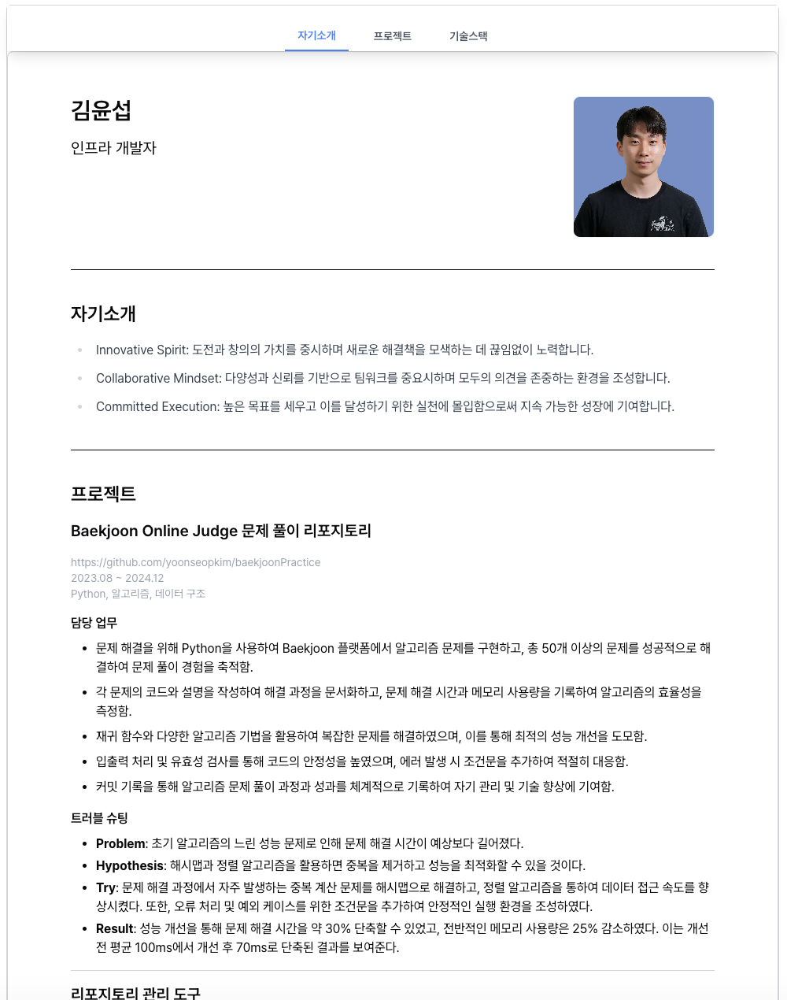 자기소개
프로젝트
기술스택
김윤섭
인프라 개발자
자기소개
Innovative Spirit: 도전과 창의의 가치를 중시하며 새로운 해결책을 모색하는 데 끊임없이 노력합니다.
Collaborative Mindset: 다양성과 신뢰를 기반으로 팀워크를 중요시하며 모두의 의견을 존중하는 환경을 조성합니다.
Committed Execution: 높은 목표를 세우고 이를 달성하기 위한 실천에 몰입함으로써 지속 가능한 성장에 기여합니다.
프로젝트
Baekjoon Online Judge 문제 풀이 리포지토리
https://github.com/yoonseopkim/baekjoonPractice
2023.08 ~ 2024.12
Python, 알고리즘, 데이터 구조
담당 업무
• 문제 해결을 위해 Python을 사용하여 Baekjoon 플랫폼에서 알고리즘 문제를 구현하고, 총 50개 이상의 문제를 성공적으로 해
결하여 문제 풀이 경험을 축적함.
• 각 문제의 코드와 설명을 작성하여 해결 과정을 문서화하고, 문제 해결 시간과 메모리 사용량을 기록하여 알고리즘의 효율성을
측정함.
• 재귀 함수와 다양한 알고리즘 기법을 활용하여 복잡한 문제를 해결하였으며, 이를 통해 최적의 성능 개선을 도모함.
• 입출력 처리 및 유효성 검사를 통해 코드의 안정성을 높였으며, 에러 발생 시 조건문을 추가하여 적절히 대응함.
• 커밋 기록을 통해 알고리즘 문제 풀이 과정과 성과를 체계적으로 기록하여 자기 관리 및 기술 향상에 기여함.
트러블 슈팅
• Problem: 초기 알고리즘의 느린 성능 문제로 인해 문제 해결 시간이 예상보다 길어졌다.
• Hypothesis: 해시맵과 정렬 알고리즘을 활용하면 중복을 제거하고 성능을 최적화할 수 있을 것이다.
• Try: 문제 해결 과정에서 자주 발생하는 중복 계산 문제를 해시맵으로 해결하고, 정렬 알고리즘을 통하여 데이터 접근 속도를 향
상시켰다. 또한, 오류 처리 및 예외 케이스를 위한 조건문을 추가하여 안정적인 실행 환경을 조성하였다.
• Result: 성능 개선을 통해 문제 해결 시간을 약 30% 단축할 수 있었고, 전반적인 메모리 사용량은 25% 감소하였다. 이는 개선
전 평균 100ms에서 개선 후 70ms로 단축된 결과를 보여준다.
리포지토리 관리 도구